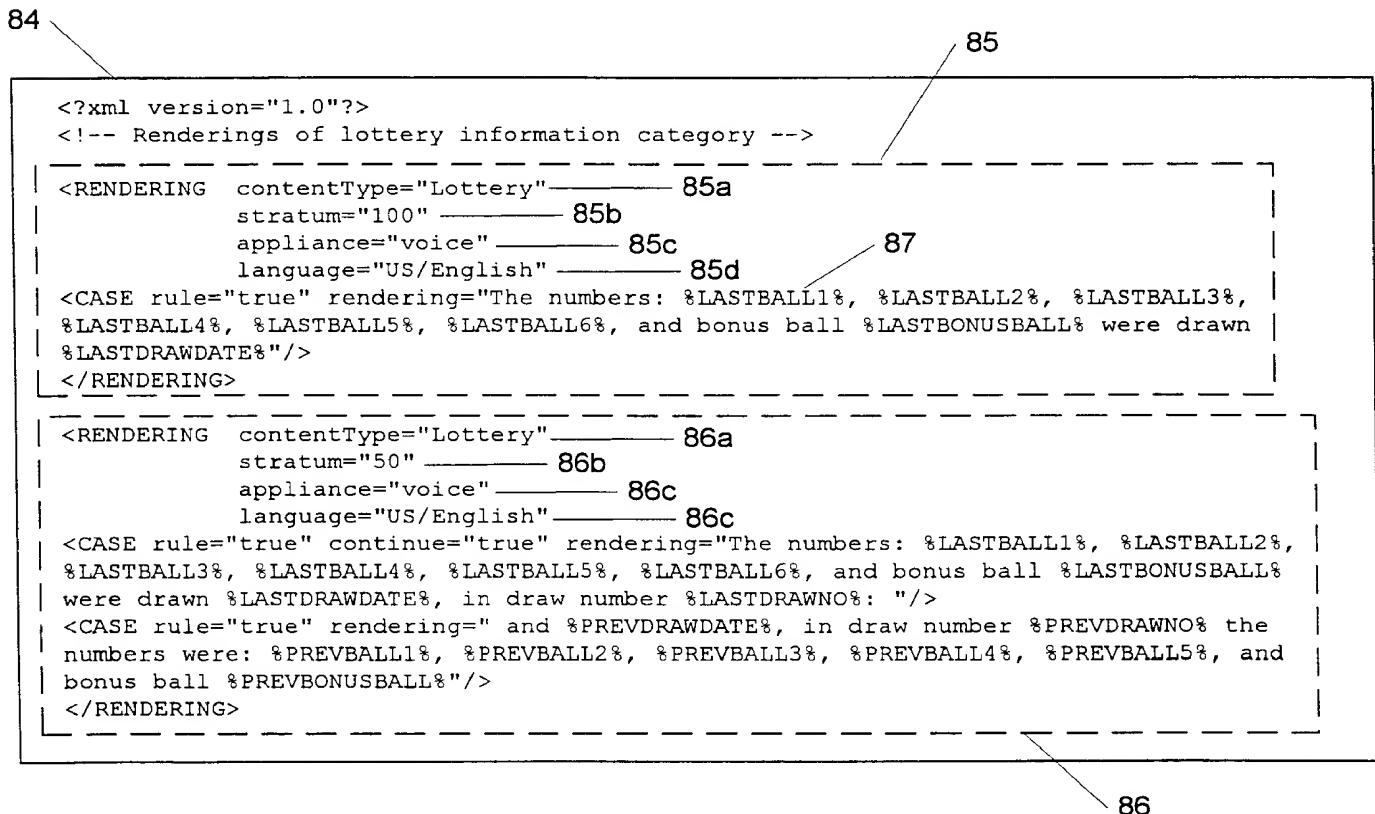 84
85
<?xml version="1.0"?>
<!-- Renderings of lottery information category -->
<RENDERING contentType="Lottery" 85a
stratum="100" 85b
appliance="voice" 85c 87
language="US/English" 85d
<CASE rule="true" rendering="The numbers: %LASTBALL1%, %LASTBALL2%, %LASTBALL3%,
%LASTBALL4%, %LASTBALL5%, %LASTBALL6%, and bonus ball %LASTBONUSBALL% were drawn
%LASTDRAWDATE%"/>
</RENDERING>
<RENDERING contentType="Lottery" 86a
stratum="50" 86b
appliance="voice" 86c
language="US/English" 86c
<CASE rule="true" continue="true" rendering="The numbers: %LASTBALL1%, %LASTBALL2%,
%LASTBALL3%, %LASTBALL4%, %LASTBALL5%, %LASTBALL6%, and bonus ball %LASTBONUSBALL%
were drawn %LASTDRAWDATE%, in draw number %LASTDRAWNO%: "/>
<CASE rule="true" rendering=" and %PREVDRAWDATE%, in draw number %PREVDRAWNO% the
numbers were: %PREVBALL1%, %PREVBALL2%, %PREVBALL3%, %PREVBALL4%, %PREVBALL5%, and
bonus ball %PREVBONUSBALL%"/>
</RENDERING>
86